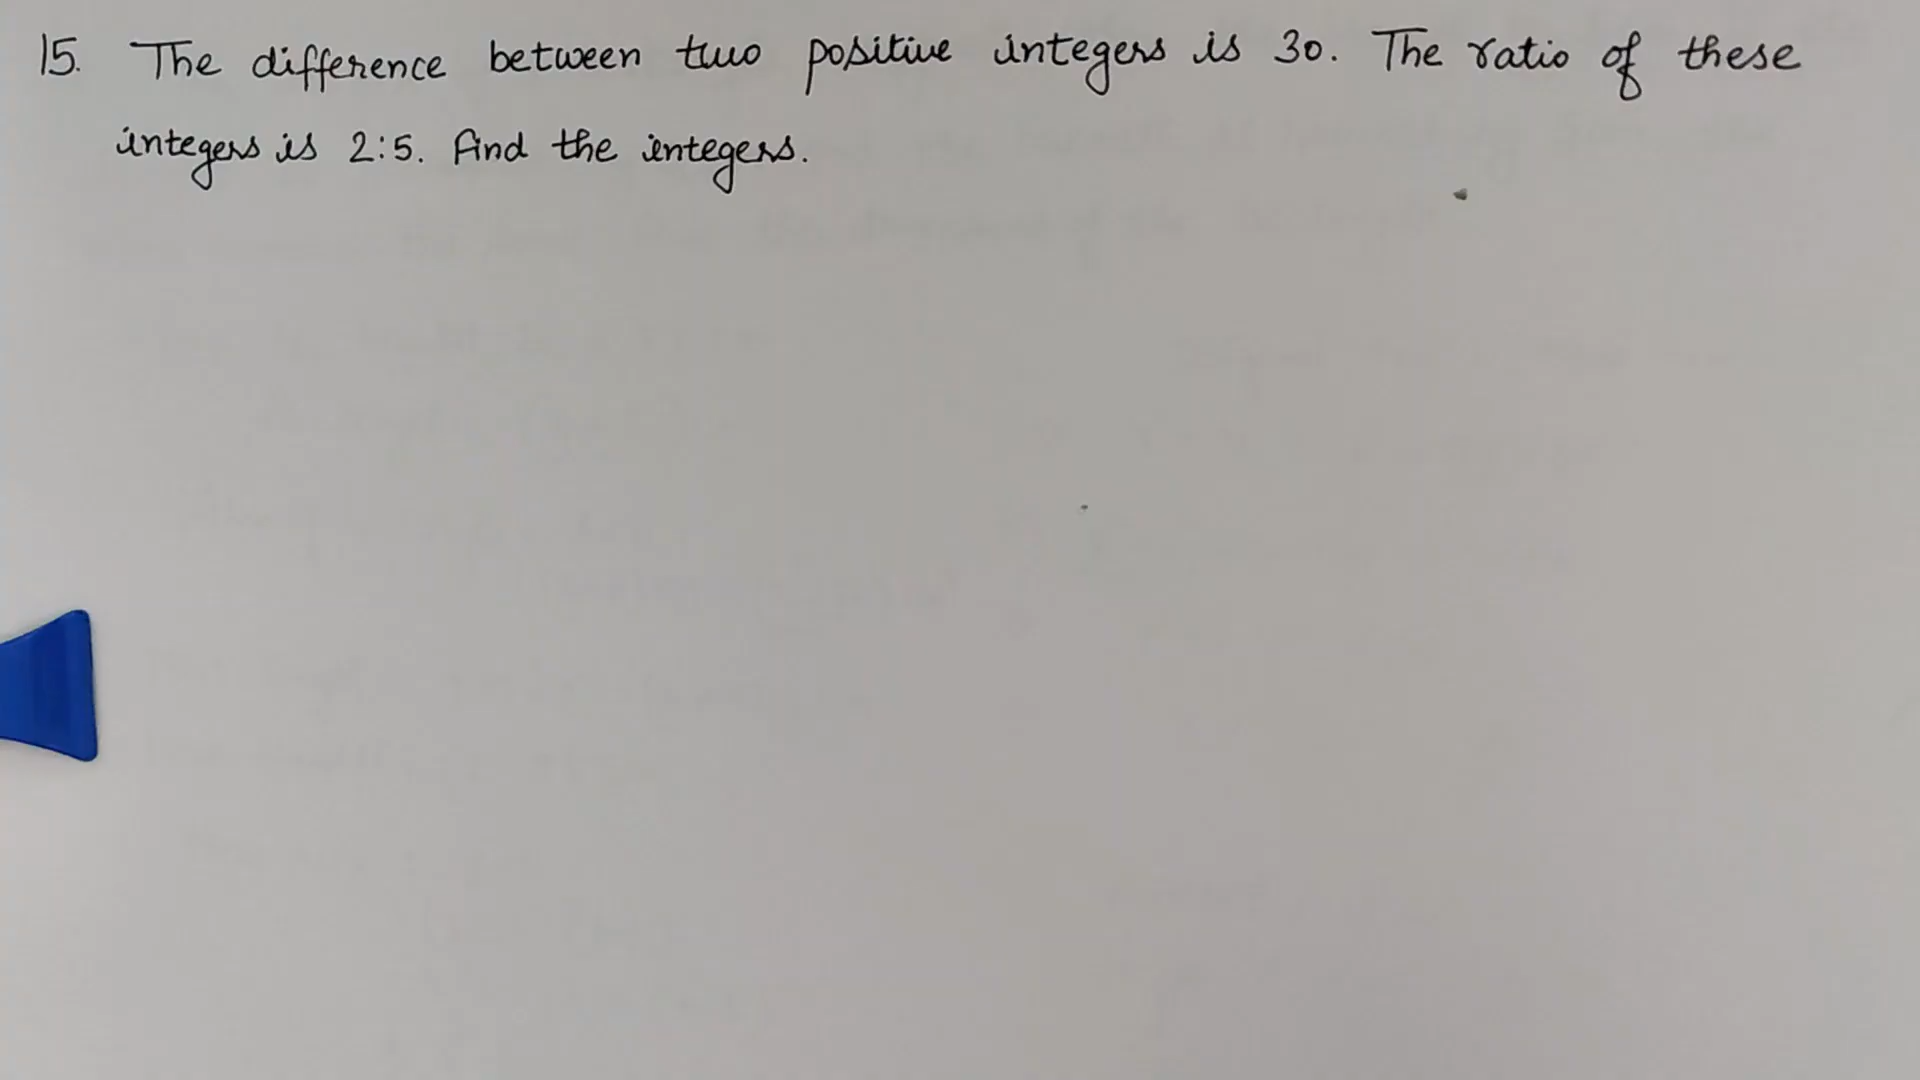 15. The difference between two positive integers is 30. The ratio of these
integers is 2:5. Find the integers.